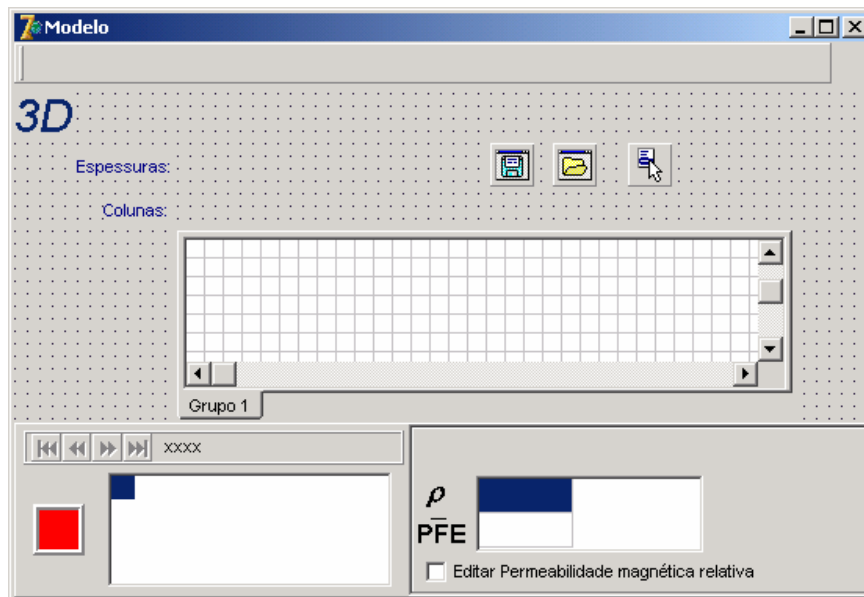 Modelo
3D
Espessuras:
Colunas:
Grupo 1
xxxx
ρ
PFE
Editar Permeabilidade magnética relativa